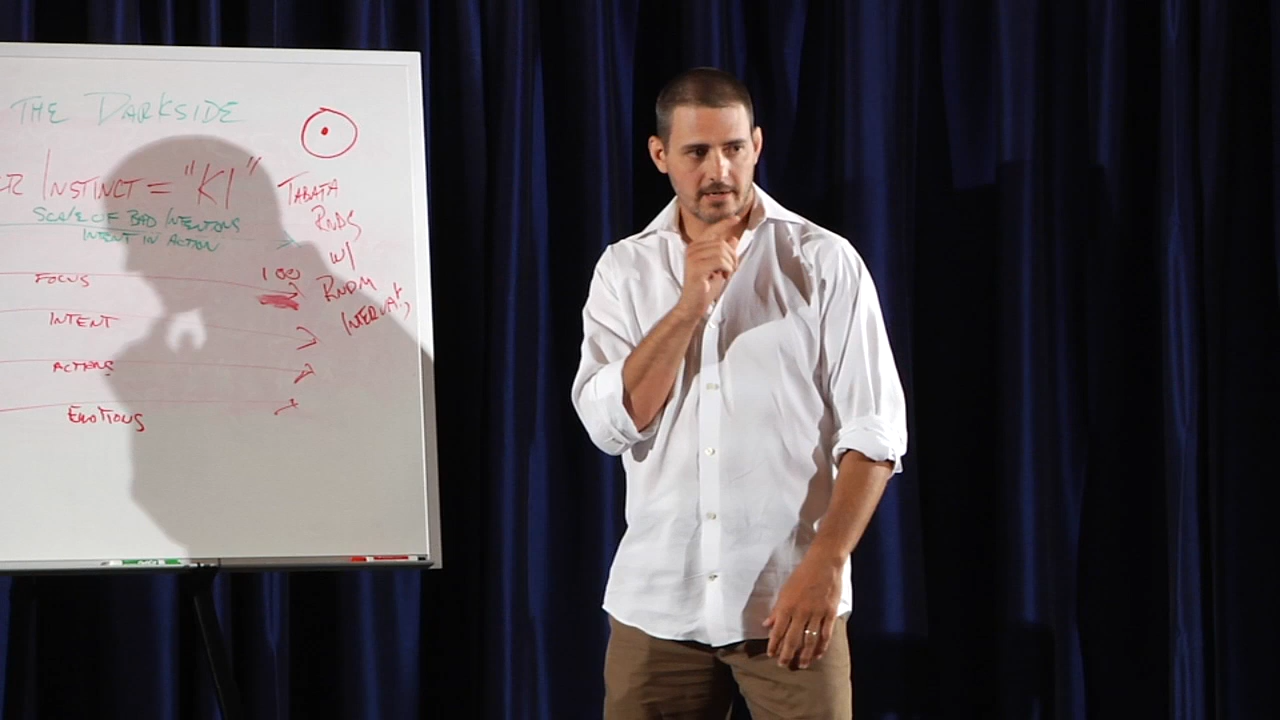 THE DARKSIDE
INSTINCT = "KI"
SCALE OF BAD INTENTIONS
INTENT IN ACTION
FOCUS
100
INTENT
ACTIONS
EMOTIONS
TABATA
RNDS
W/
RNDM
INTERVALS